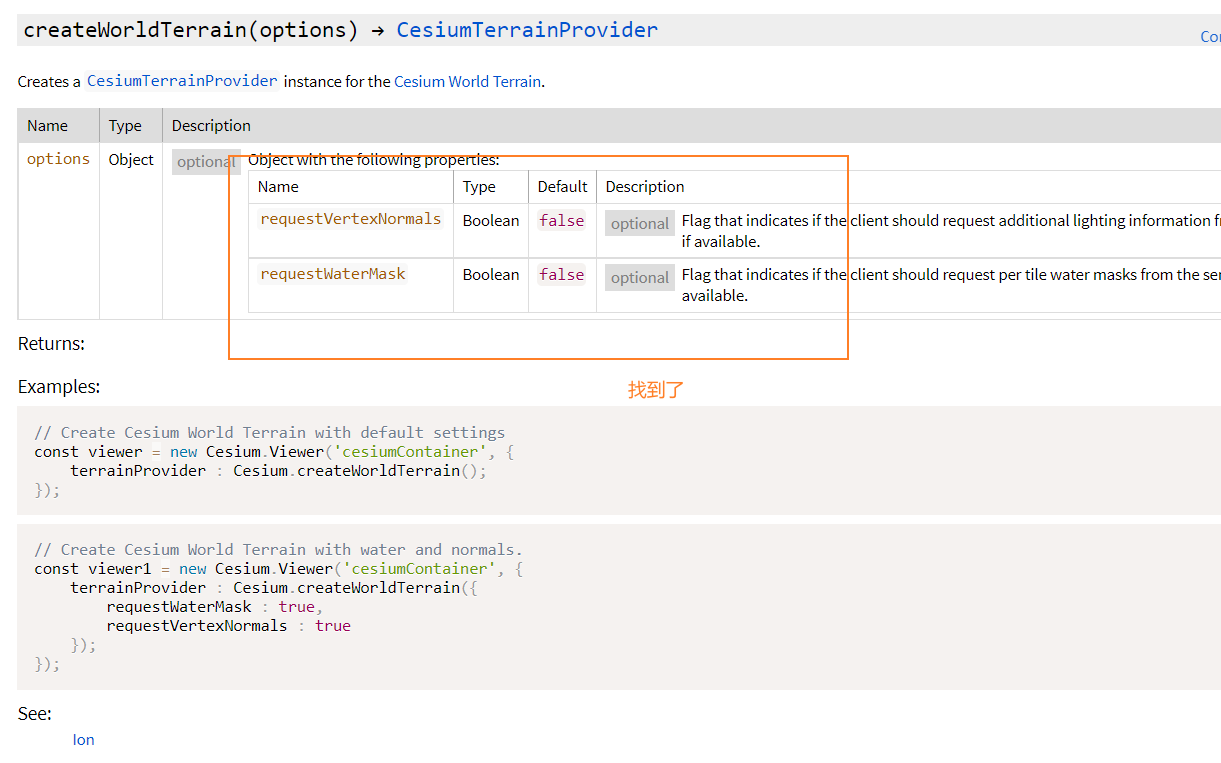 createWorldTerrain(options) → CesiumTerrainProvider
Creates a CesiumTerrainProvider instance for the Cesium World Terrain.
Name Type Description
options Object optional Object with the following properties:
Name Type Default Description
requestVertexNormals Boolean false optional Flag that indicates if the client should request additional lighting information
if available.
requestWaterMask Boolean false optional Flag that indicates if the client should request per tile water masks from the
available.
Returns:
找到了
Examples:
// Create Cesium World Terrain with default settings
const viewer = new Cesium.Viewer('cesiumContainer', {
terrainProvider : Cesium.createWorldTerrain();
});
// Create Cesium World Terrain with water and normals.
const viewer1 = new Cesium.Viewer('cesiumContainer', {
terrainProvider : Cesium.createWorldTerrain({
requestWaterMask : true,
requestVertexNormals : true
});
});
See:
Ion